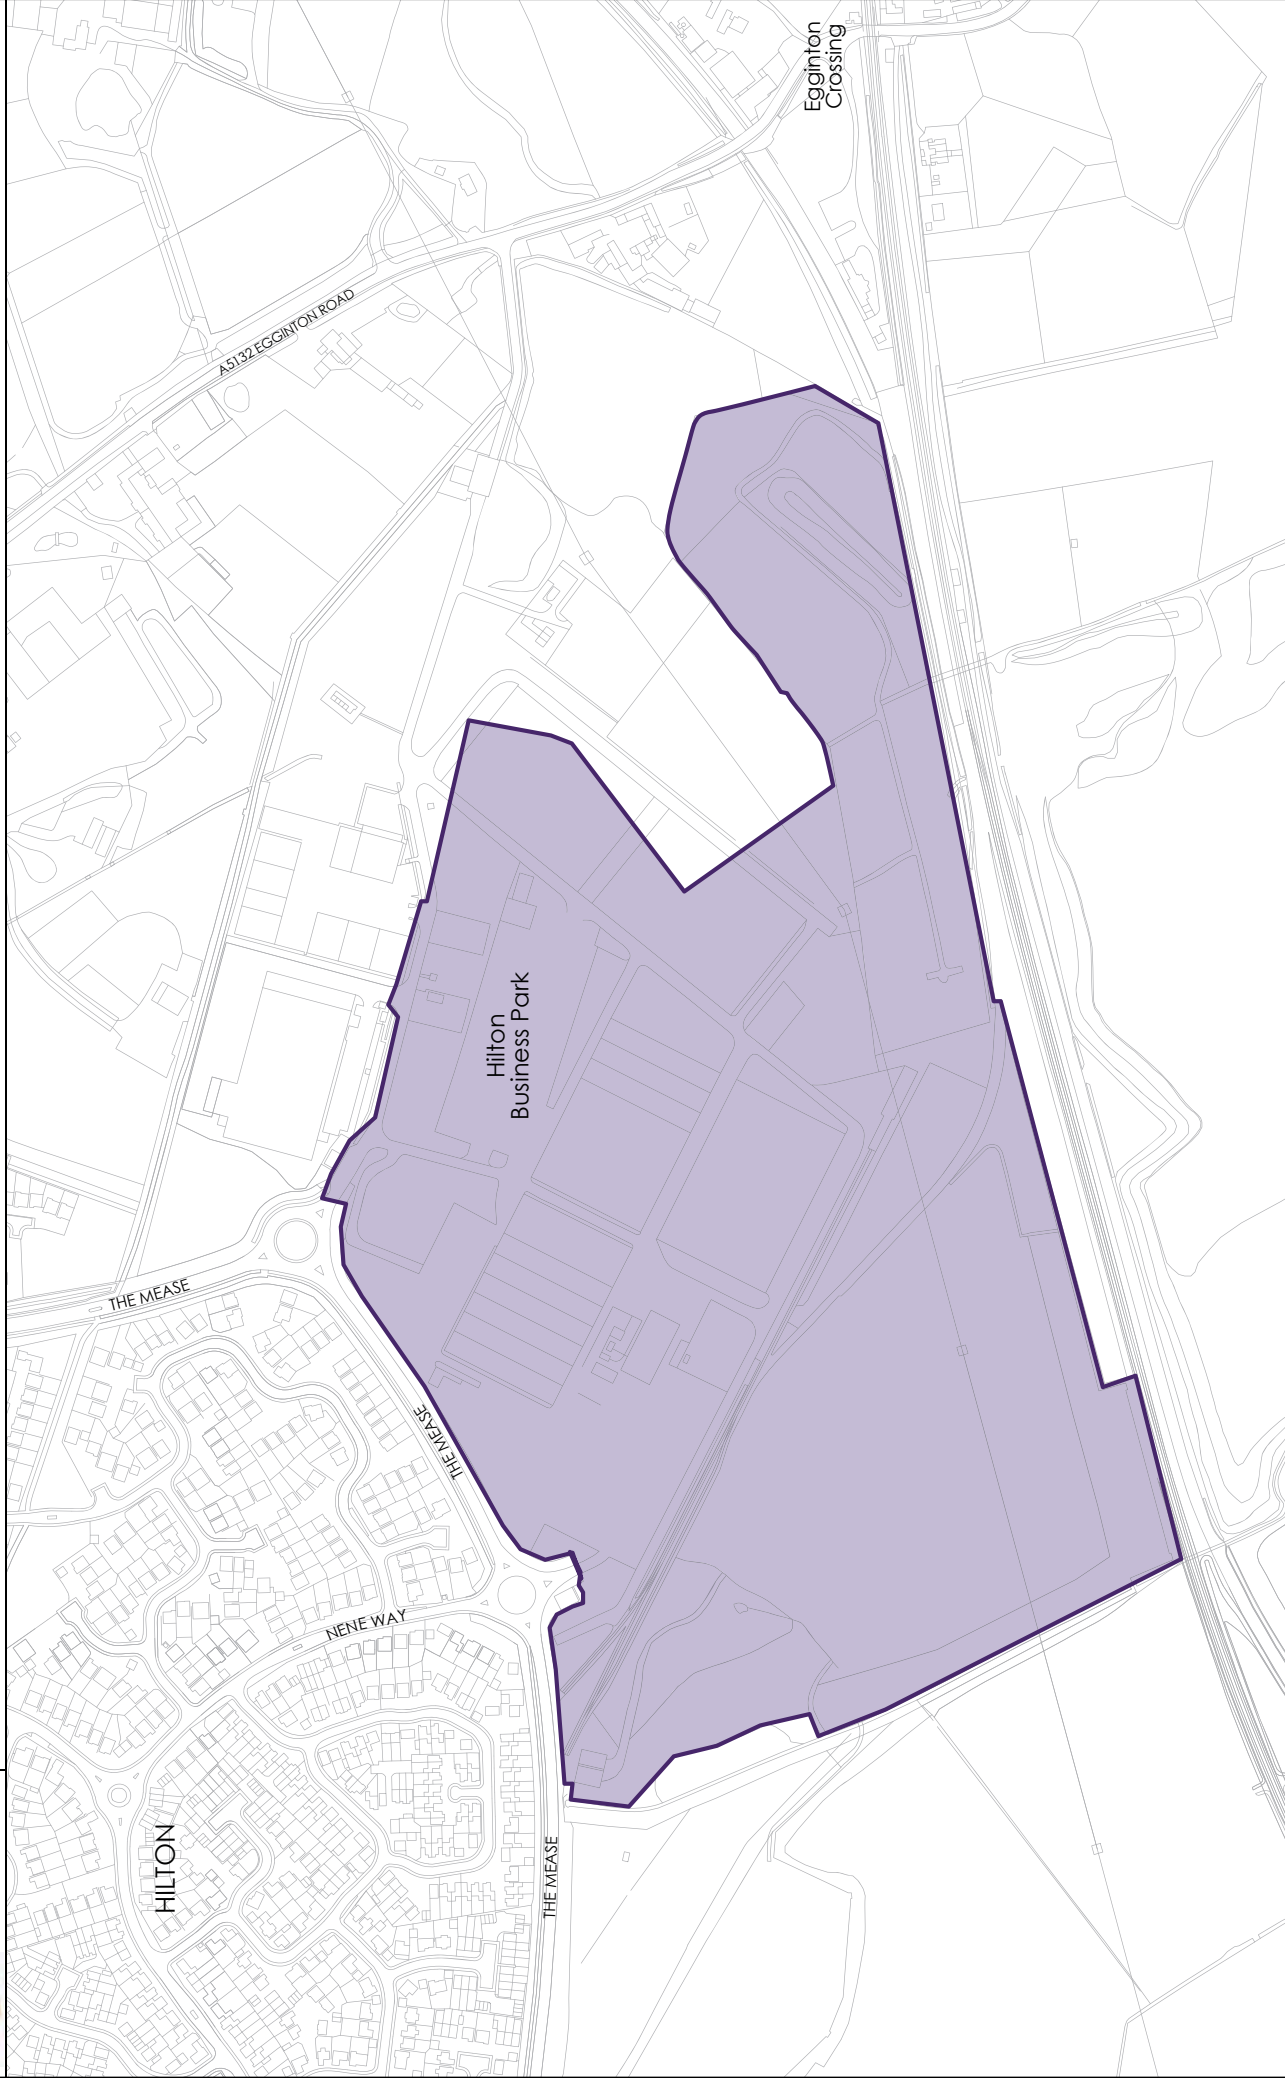 Egginton
Crossing
A5132 EGGINTON ROAD
Hilton
Business Park
THE MEASE
THE MEASE
NENE WAY
HILTON
THE MEASE